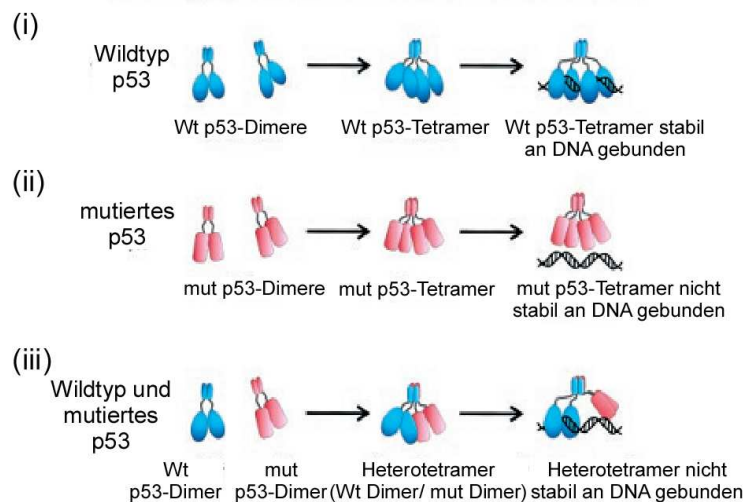 (i)
Wildtyp
p53
Wt p53-Dimere
Wt p53-Tetramer
Wt p53-Tetramer stabil
an DNA gebunden
(ii)
mutiertes
p53
mut p53-Dimere
mut p53-Tetramer
mut p53-Tetramer nicht
stabil an DNA gebunden
(iii)
Wildtyp und
mutiertes
p53
Wt
p53-Dimer
mut
p53-Dimer
Heterotetramer
(Wt Dimer/ mut Dimer)
Heterotetramer nicht
stabil an DNA gebunden